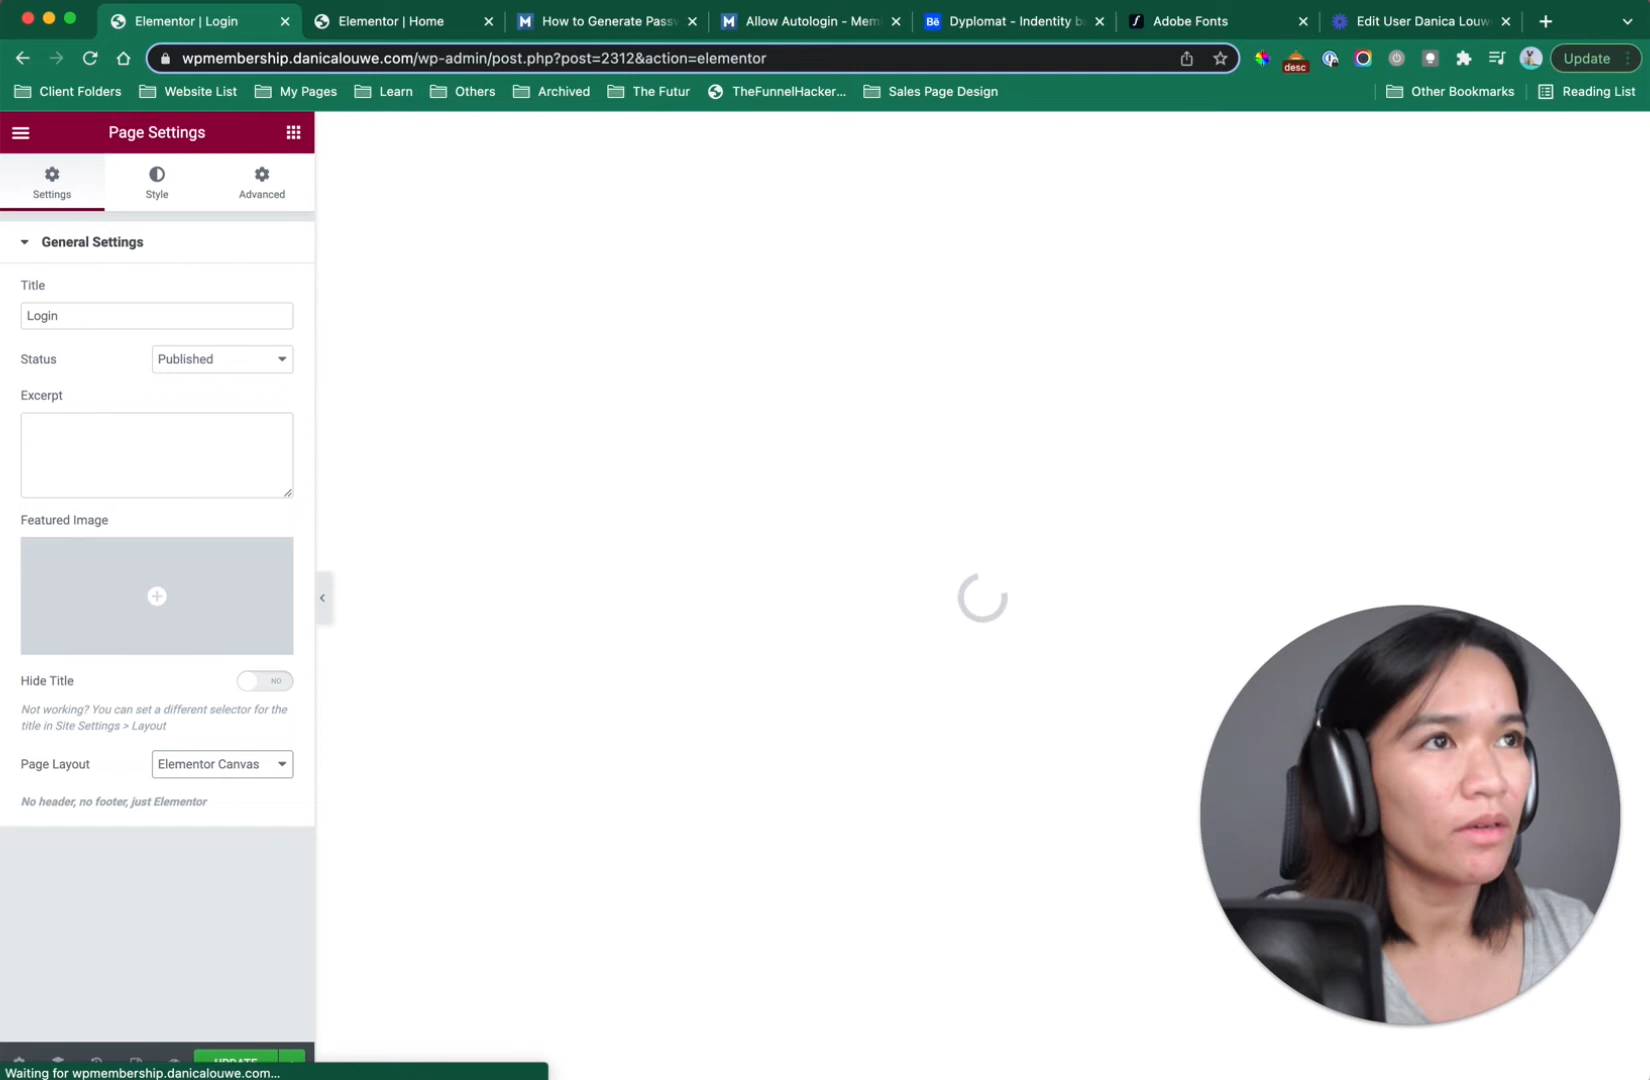 Elementor | Login
Elementor | Home
How to Generate Passw
Allow Autologin - Mem
Bē Dyplomat - Indentity b
Adobe Fonts
Edit User Danica Louwe
wpmembership.danicalouwe.com/wp-admin/post.php?post=2312&action=elementor
desc
Update
Client Folders
Website List
My Pages
Learn
Others
Archived
The Futur
TheFunnelHacker...
Sales Page Design
Other Bookmarks
Reading List
Page Settings
Settings
Style
Advanced
General Settings
Title
Login
Status
Published
Excerpt
Featured Image
Hide Title
NO
Not working? You can set a different selector for the
title in Site Settings > Layout
Page Layout
Elementor Canvas
No header, no footer, just Elementor
UPDATE
Waiting for wpmembership.danicalouwe.com...